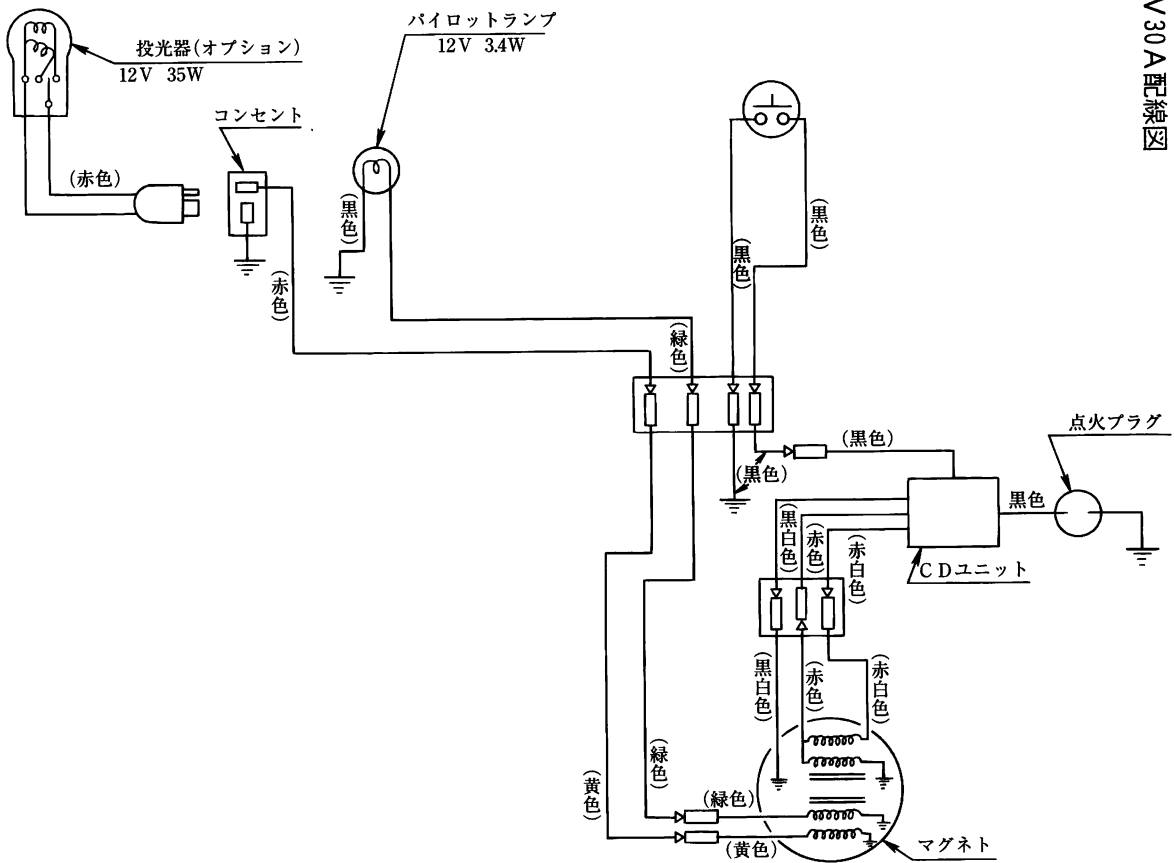 V30A配線図
パイロットランプ
12V 3.4W
投光器(オプション)
12V 35W
コンセント
(赤色)
(黒色)
(黒色)
(黒色)
(赤色)
(緑色)
点火プラグ
(黒色)
(黒色)
黒色
(黒白色)
(赤色)
(赤白色)
CDユニット
(黒白色)
(赤色)
(赤白色)
(緑色)
(黄色)
(緑色)
(黄色)
マグネト